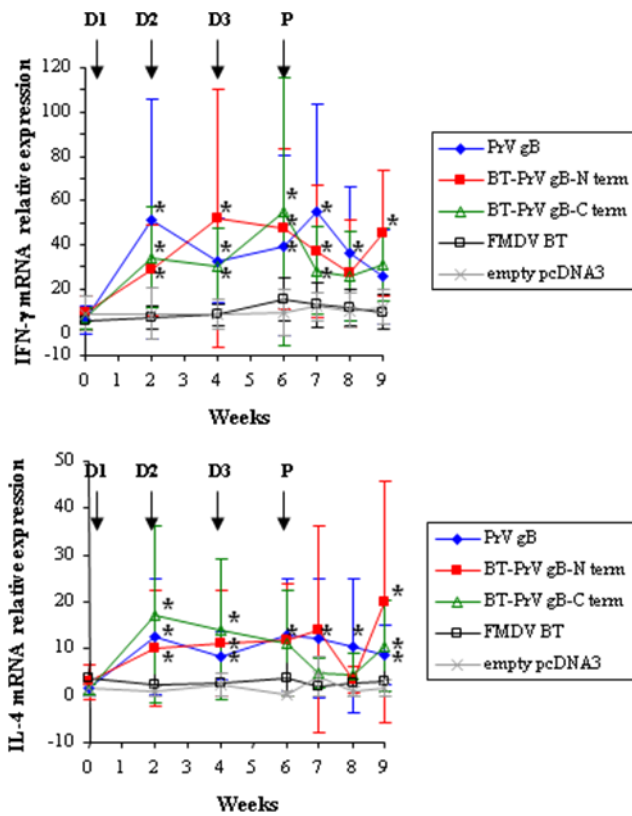 D1 D2 D3 P
120
100
80
60
40
20
0
-10
IFN-γ mRNA relative expression
0 1 2 3 4 5 6 7 8 9
Weeks
PrV gB
BT-PrV gB-N term
BT-PrV gB-C term
FMDV BT
empty pcDNA3
* * * * * * * * * * *
D1 D2 D3 P
50
40
30
20
10
0
-10
IL-4 mRNA relative expression
0 1 2 3 4 5 6 7 8 9
Weeks
PrV gB
BT-PrV gB-N term
BT-PrV gB-C term
FMDV BT
empty pcDNA3
* * * * * * * * * * * *